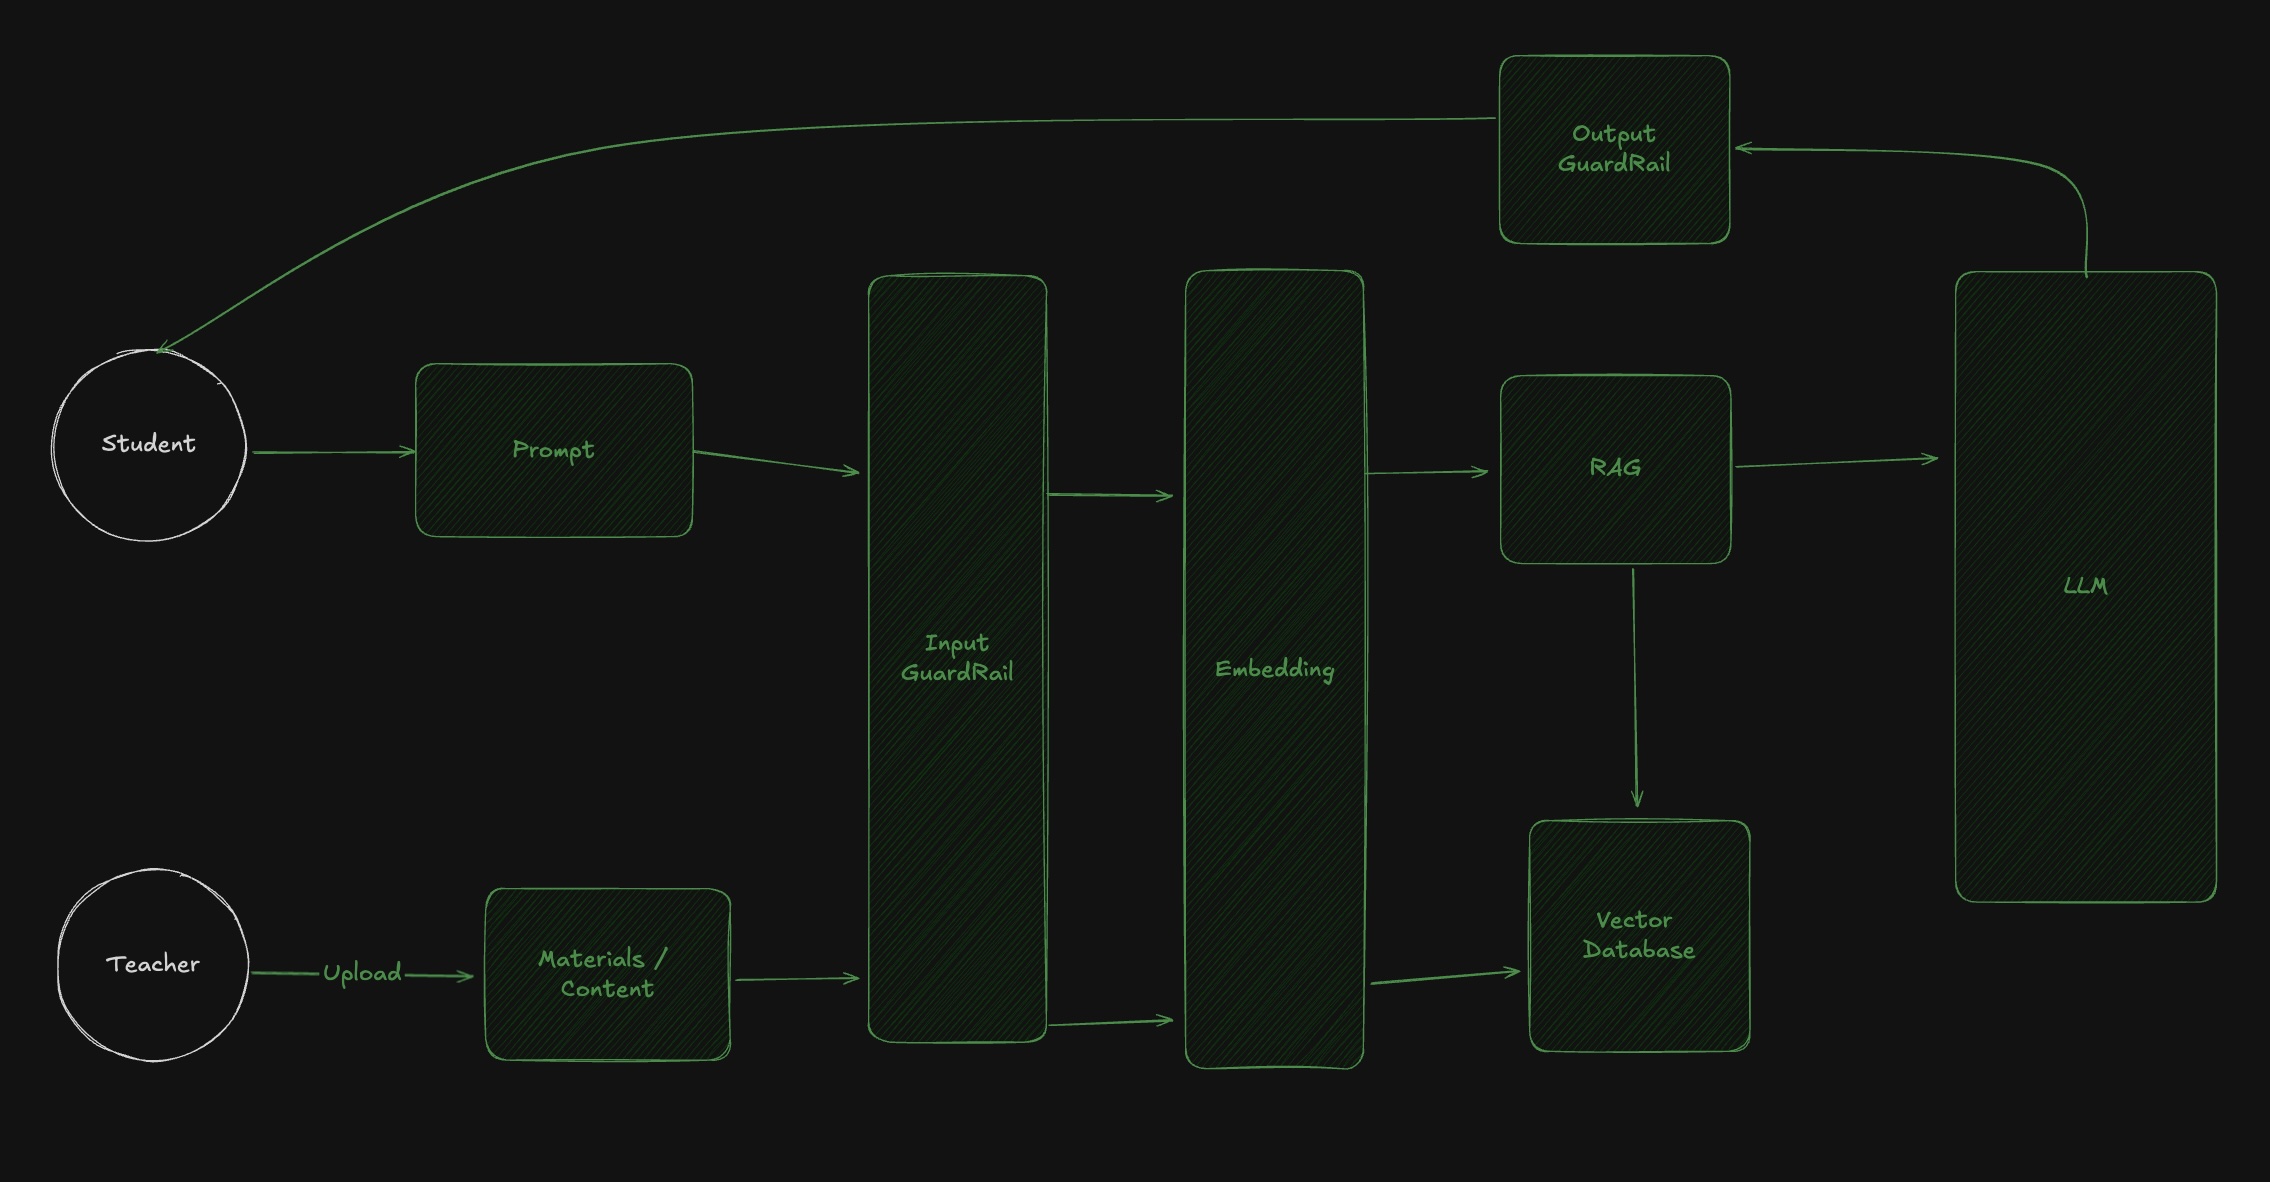 Output
GuardRail
Student
Prompt
RAG
LLM
Input
GuardRail
Embedding
Teacher
Upload
Materials /
Content
Vector
Database